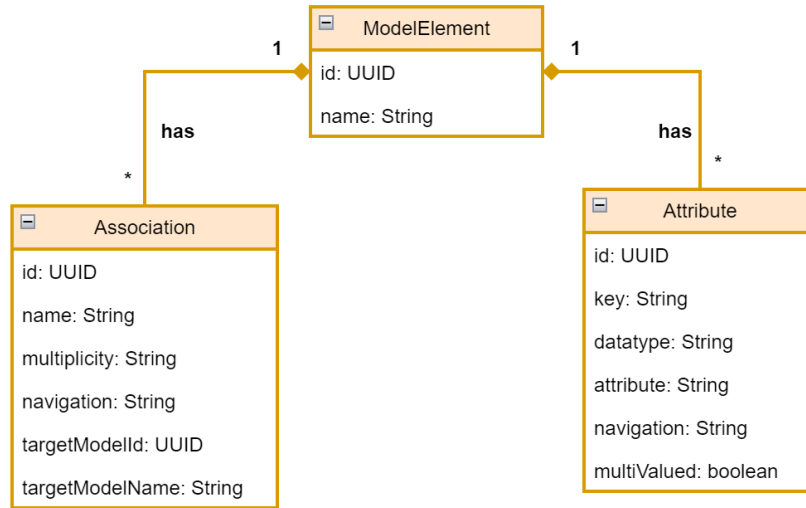 ModelElement
id: UUID
name: String
1
has
*
1
has
*
Association
id: UUID
name: String
multiplicity: String
navigation: String
targetModelId: UUID
targetModelName: String
Attribute
id: UUID
key: String
datatype: String
attribute: String
navigation: String
multiValued: boolean